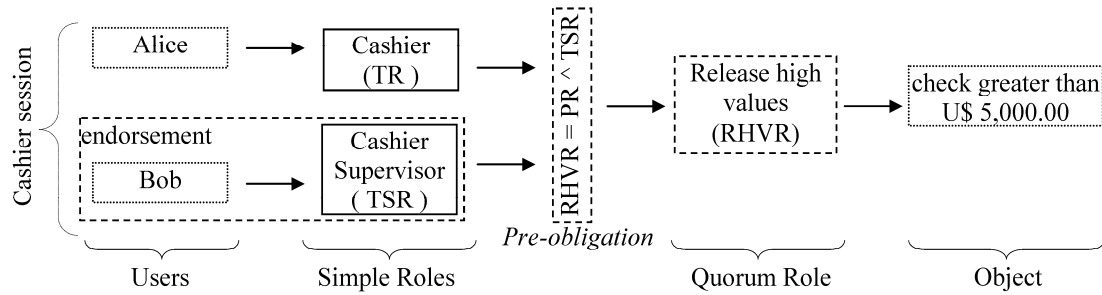 Cashier session
Alice
Cashier
(TR )
endorsement
Bob
Cashier
Supervisor
( TSR )
RHVR = PR ^ TSR
Pre-obligation
Release high
values
(RHVR)
check greater than
U$ 5,000.00
Users
Simple Roles
Quorum Role
Object